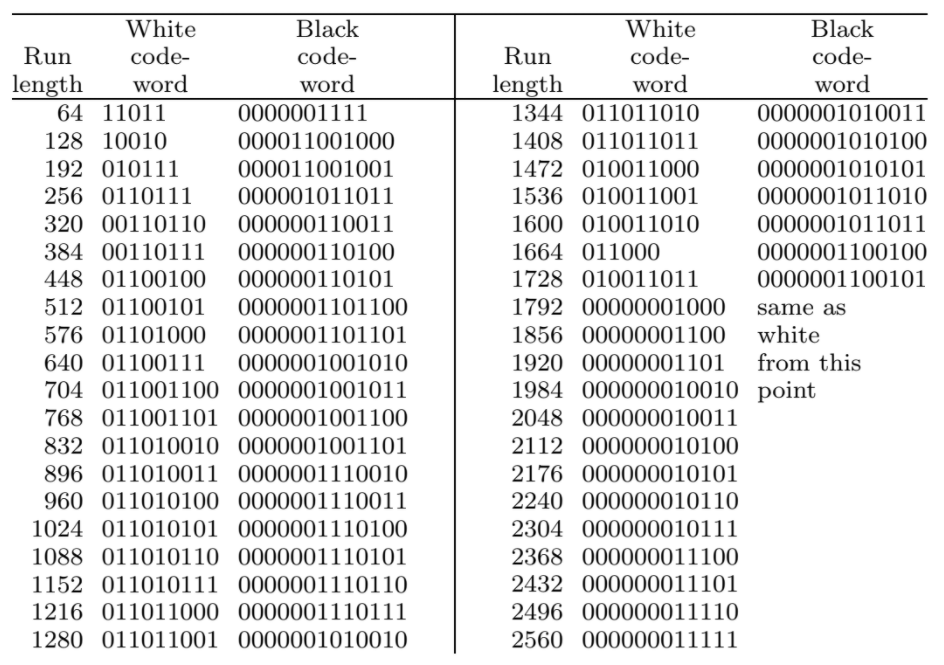 White Black White Black
Run code- code- Run code- code-
length word word length word word
64 11011 0000001111 1344 011011010 0000001010011
128 10010 000011001000 1408 011011011 0000001010100
192 010111 000011001001 1472 010011000 0000001010101
256 0110111 000001011011 1536 010011001 0000001011010
320 00110110 000000110011 1600 010011010 0000001011011
384 00110111 000000110100 1664 011000 0000001100100
448 01100100 000000110101 1728 010011011 0000001100101
512 01100101 0000001101100 1792 00000001000 same as
576 01101000 0000001101101 1856 00000001100 white
640 01100111 0000001001010 1920 00000001101 from this
704 011001100 0000001001011 1984 000000010010 point
768 011001101 0000001001100 2048 000000010011
832 011010010 0000001001101 2112 000000010100
896 011010011 0000001110010 2176 000000010101
960 011010100 0000001110011 2240 000000010110
1024 011010101 0000001110100 2304 000000010111
1088 011010110 0000001110101 2368 000000011100
1152 011010111 0000001110110 2432 000000011101
1216 011011000 0000001110111 2496 000000011110
1280 011011001 0000001010010 2560 000000011111